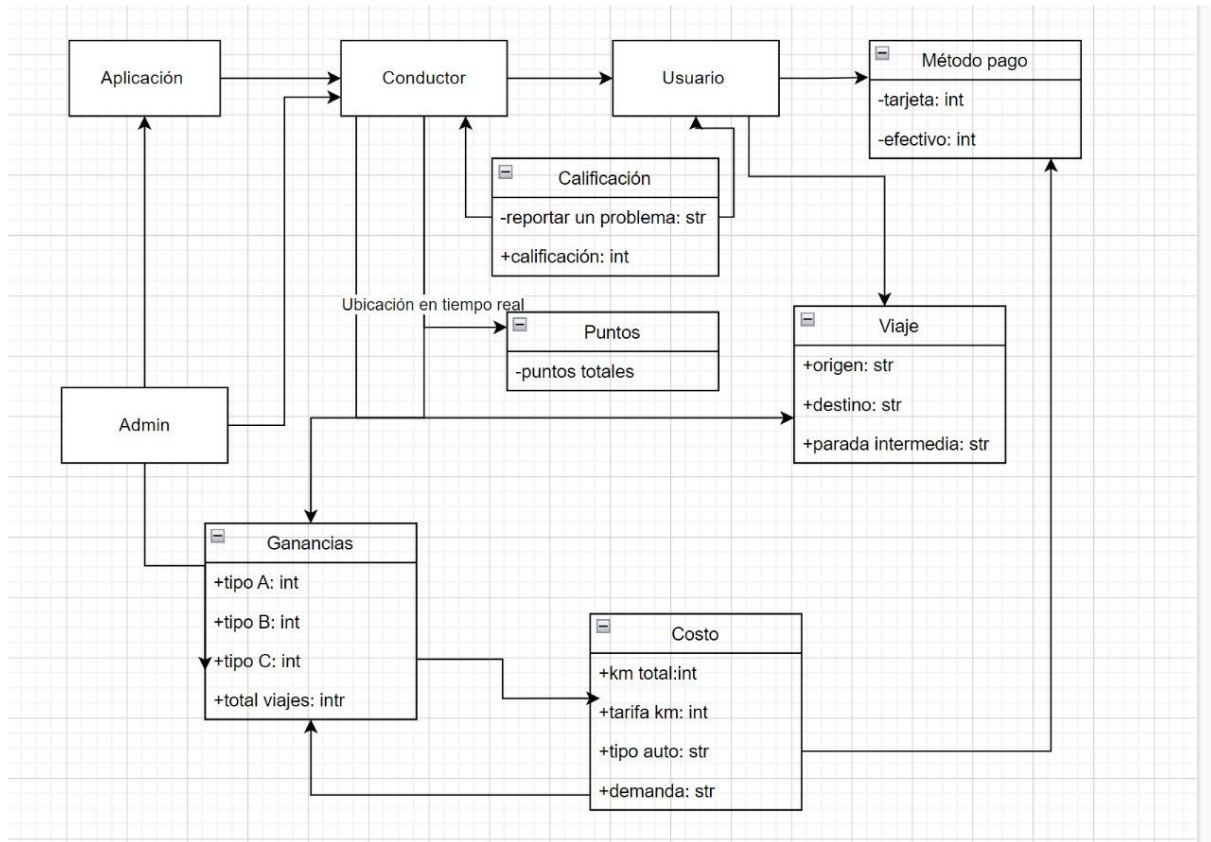 Aplicación
Conductor
Usuario
Método pago
-tarjeta: int
-efectivo: int
Calificación
-reportar un problema: str
+calificación: int
Ubicación en tiempo real
Puntos
-puntos totales
Viaje
+origen: str
+destino: str
+parada intermedia: str
Admin
Ganancias
+tipo A: int
+tipo B: int
+tipo C: int
+total viajes: intr
Costo
+km total:int
+tarifa km: int
+tipo auto: str
+demanda: str